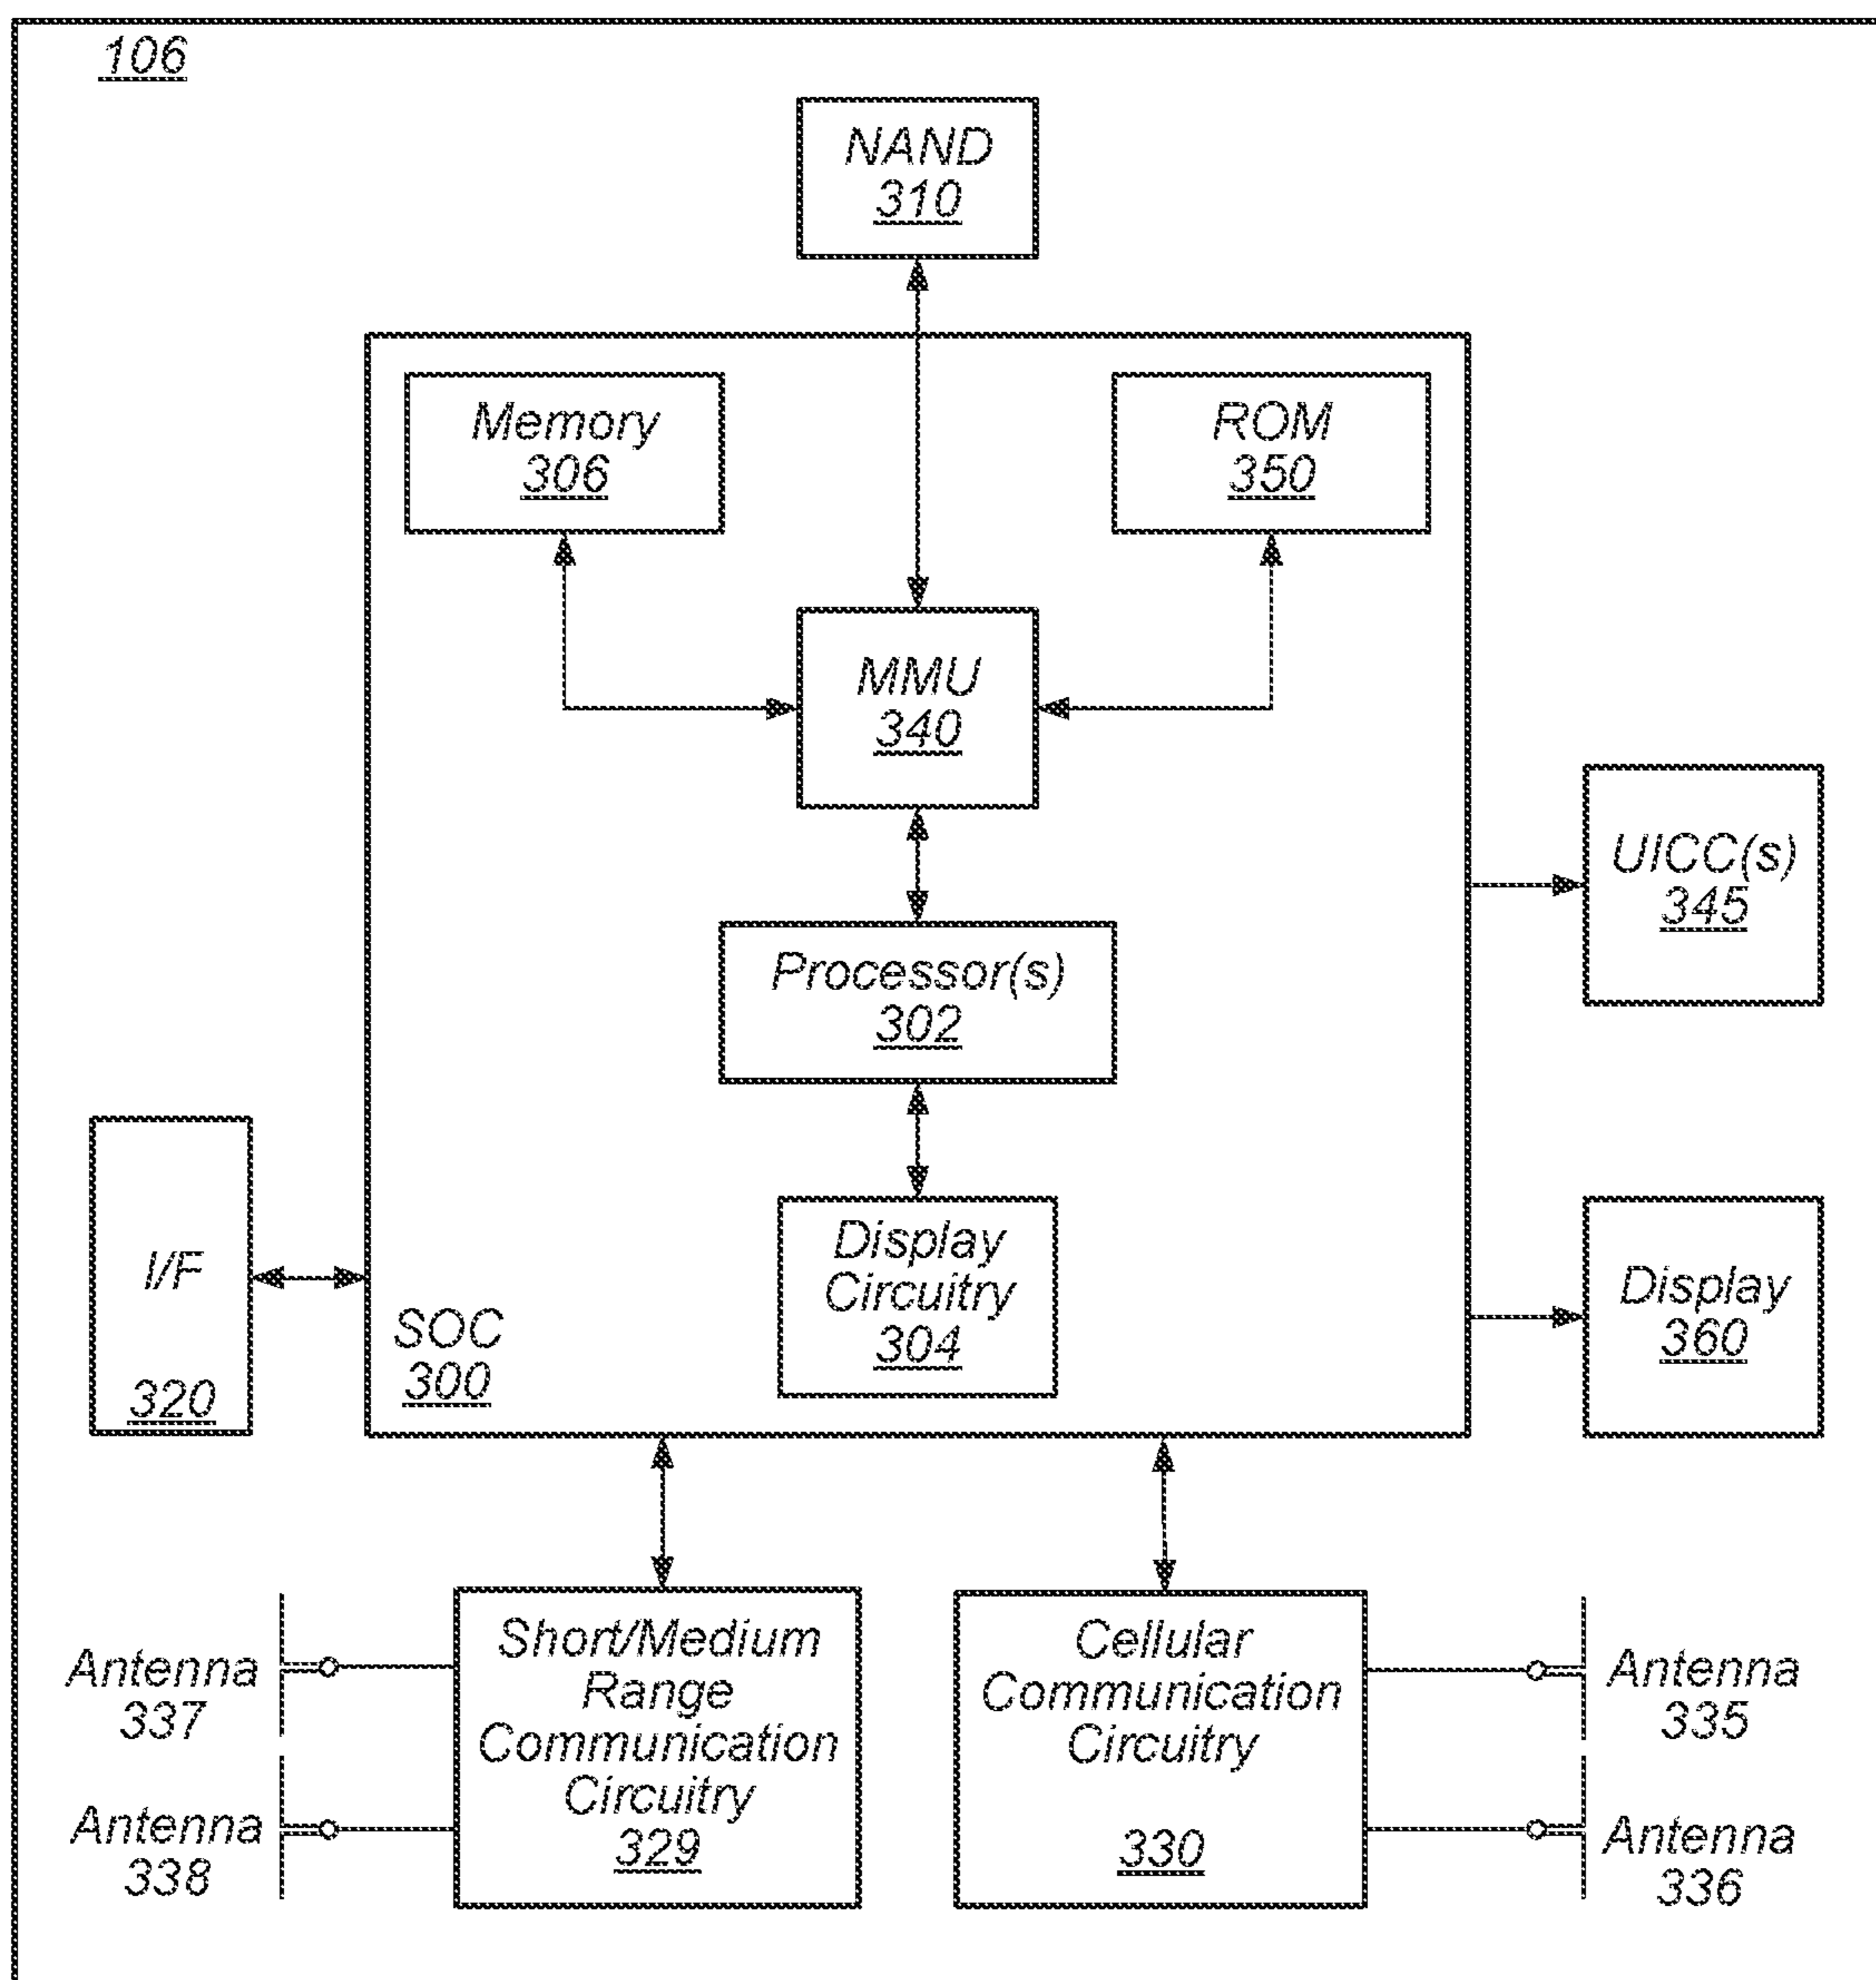 106
NAND
310
Memory
306
ROM
350
MMU
340
UICC(s)
345
Processor(s)
302
I/F
320
Display
Circuitry
304
SOC
300
Display
360
Short/Medium
Range
Communication
Circuitry
329
Cellular
Communication
Circuitry
330
Antenna
337
Antenna
338
Antenna
335
Antenna
336